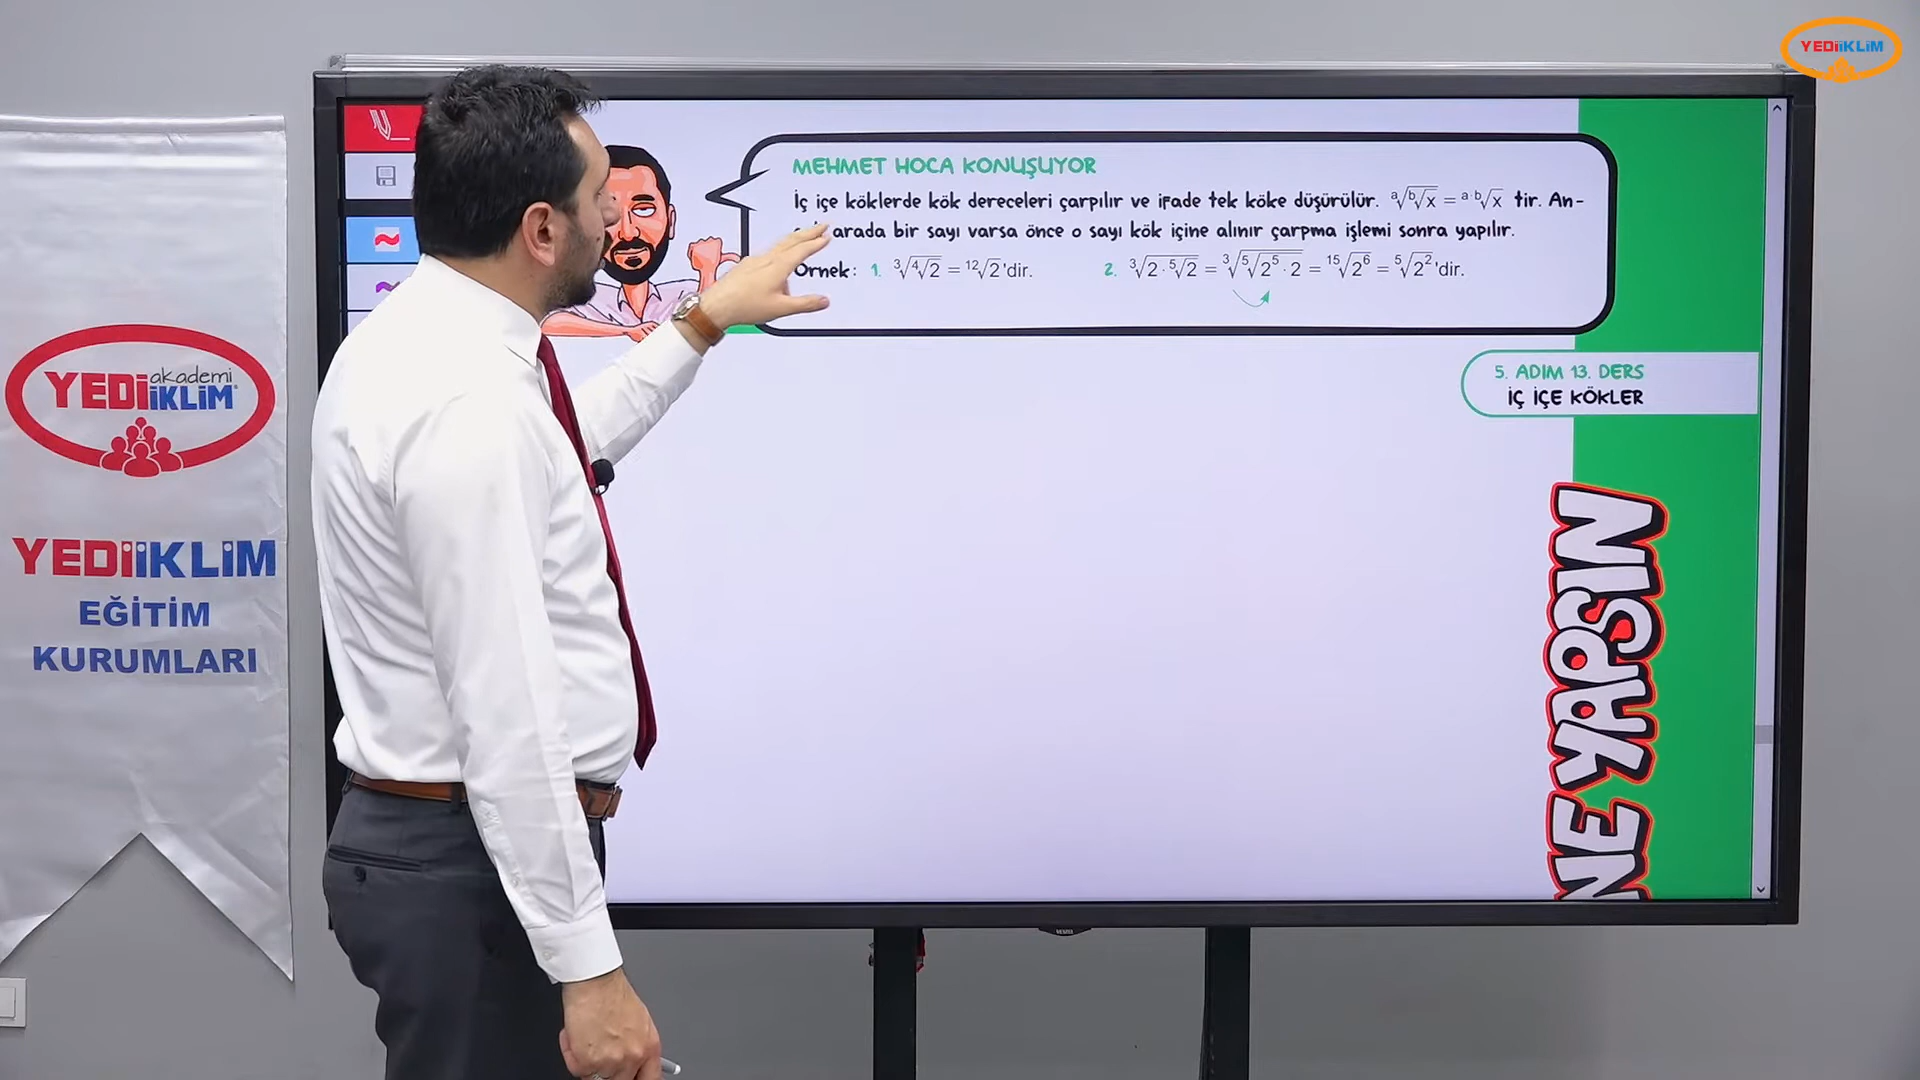 YEDİİKLİM
MEHMET HOCA KONUŞUYOR
İç içe köklerde kök dereceleri çarpılır ve ifade tek köke düşürülür. ᵃ√(ᵇ√x) = ᵃ·ᵇ√x tir. An-
arada bir sayı varsa önce o sayı kök içine alınır çarpma işlemi sonra yapılır.
Örnek: 1. ³√(⁴√2) = ¹²√2'dir. 2. ³√(2·⁵√2) = ³√(⁵√(2⁵·2)) = ¹⁵√(2⁶) = ⁵√(2²)'dir.
5. ADIM 13. DERS
İÇ İÇE KÖKLER
NE YAPSIN
akademi
YEDİİKLİM
YEDİİKLİM
EĞİTİM
KURUMLARI